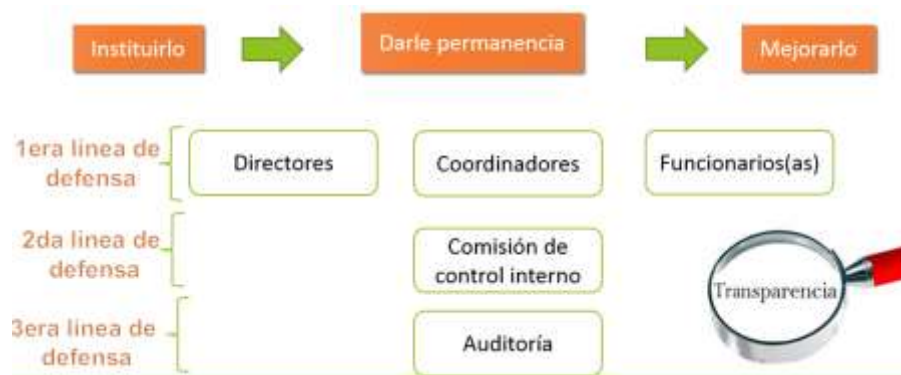 Instituirlo
Darle permanencia
Mejorarlo
1era linea de
defensa
Directores
Coordinadores
Funcionarios(as)
2da linea de
defensa
Comisión de
control interno
Transparencia
3era linea de
defensa
Auditoría